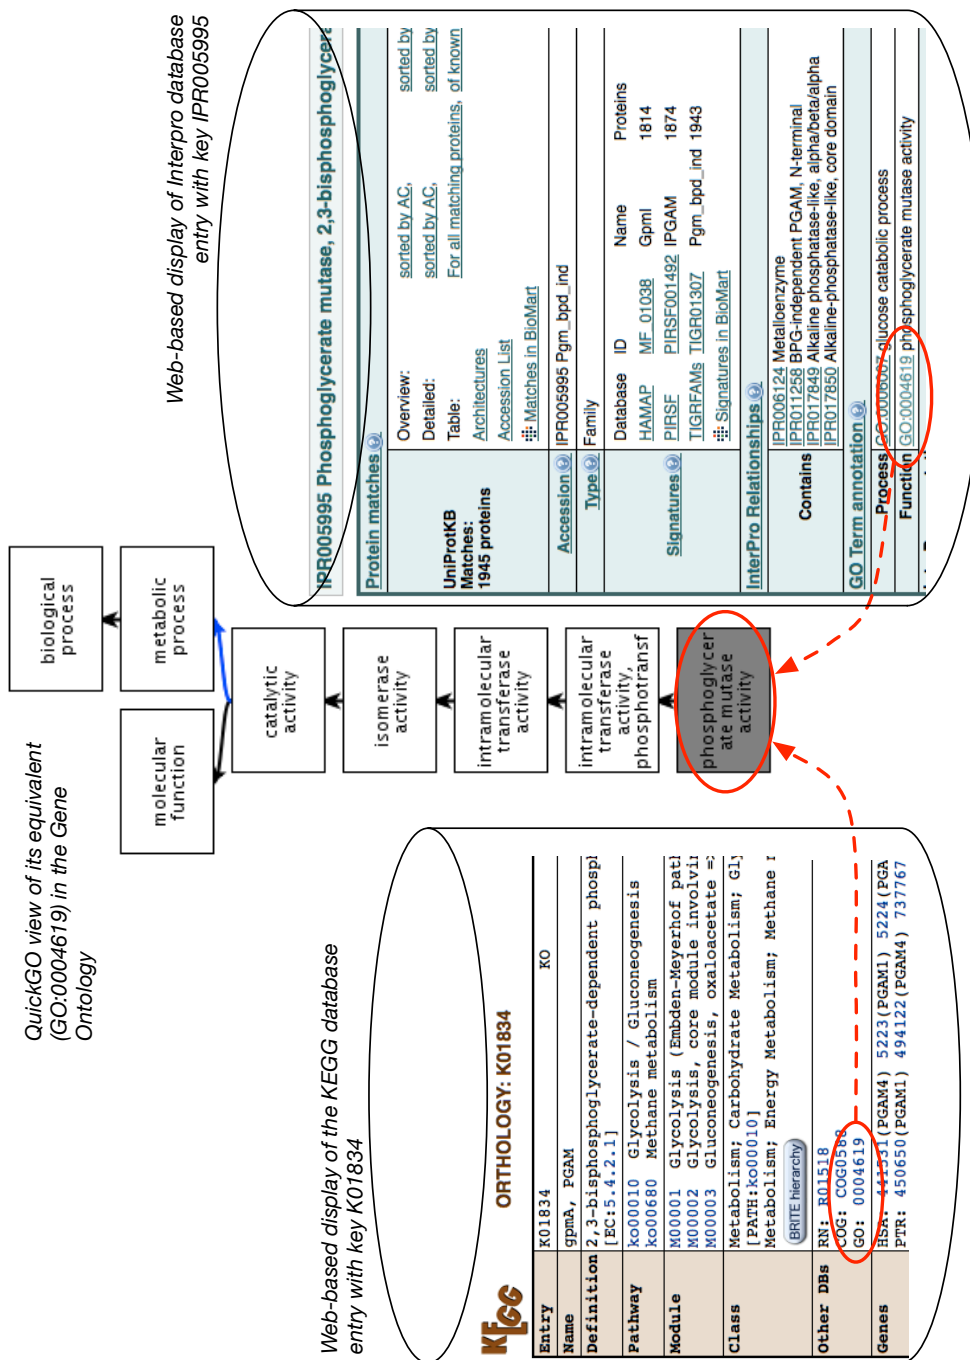 Web-based display of the KEGG database
entry with key K01834
KEGG
ORTHOLOGY: K01834
Entry K01834 KO
Name gpmA, PGAM
Definition 2,3-bisphosphoglycerate-dependent phosp
[EC:5.4.2.1]
Pathway ko00010 Glycolysis / Gluconeogenesis
ko00680 Methane metabolism
Module M00001 Glycolysis (Embden-Meyerhof pat
M00002 Glycolysis, core module involvi
M00003 Gluconeogenesis, oxaloacetate =>
Class Metabolism; Carbohydrate Metabolism; Gly
[PATH:ko00010]
Metabolism; Energy Metabolism; Methane
BRITE hierarchy
Other DBs RN: R01518
COG: COG0588
GO: 0004619
Genes HSA: 441531(PGAM4) 5223(PGAM1) 5224(PGA
PTR: 450650(PGAM1) 494122(PGAM4) 737767
QuickGO view of its equivalent
(GO:0004619) in the Gene
Ontology
biological
process
molecular
function
metabolic
process
catalytic
activity
isomerase
activity
intramolecular
transferase
activity
intramolecular
transferase
activity,
phosphotransf
phosphoglycer
ate mutase
activity
Web-based display of Interpro database
entry with key IPR005995
IPR005995 Phosphoglycerate mutase, 2,3-bisphosphoglycera
Protein matches
UniProtKB
Matches:
1945 proteins
Overview: sorted by AC, sorted by
Detailed: sorted by AC, sorted by
Table: For all matching proteins, of known
Architectures
Accession List
Matches in BioMart
Accession IPR005995 Pgm_bpd_ind
Type Family
Signatures
Database ID Name Proteins
HAMAP MF_01038 GpmI 1814
PIRSF PIRSF001492 IPGAM 1874
TIGRFAMs TIGR01307 Pgm_bpd_ind 1943
Signatures in BioMart
InterPro Relationships
Contains
IPR006124 Metalloenzyme
IPR011258 BPG-independent PGAM, N-terminal
IPR017849 Alkaline phosphatase-like, alpha/beta/alpha
IPR017850 Alkaline-phosphatase-like, core domain
GO Term annotation
Process GO:0006007 glucose catabolic process
Function GO:0004619 phosphoglycerate mutase activity